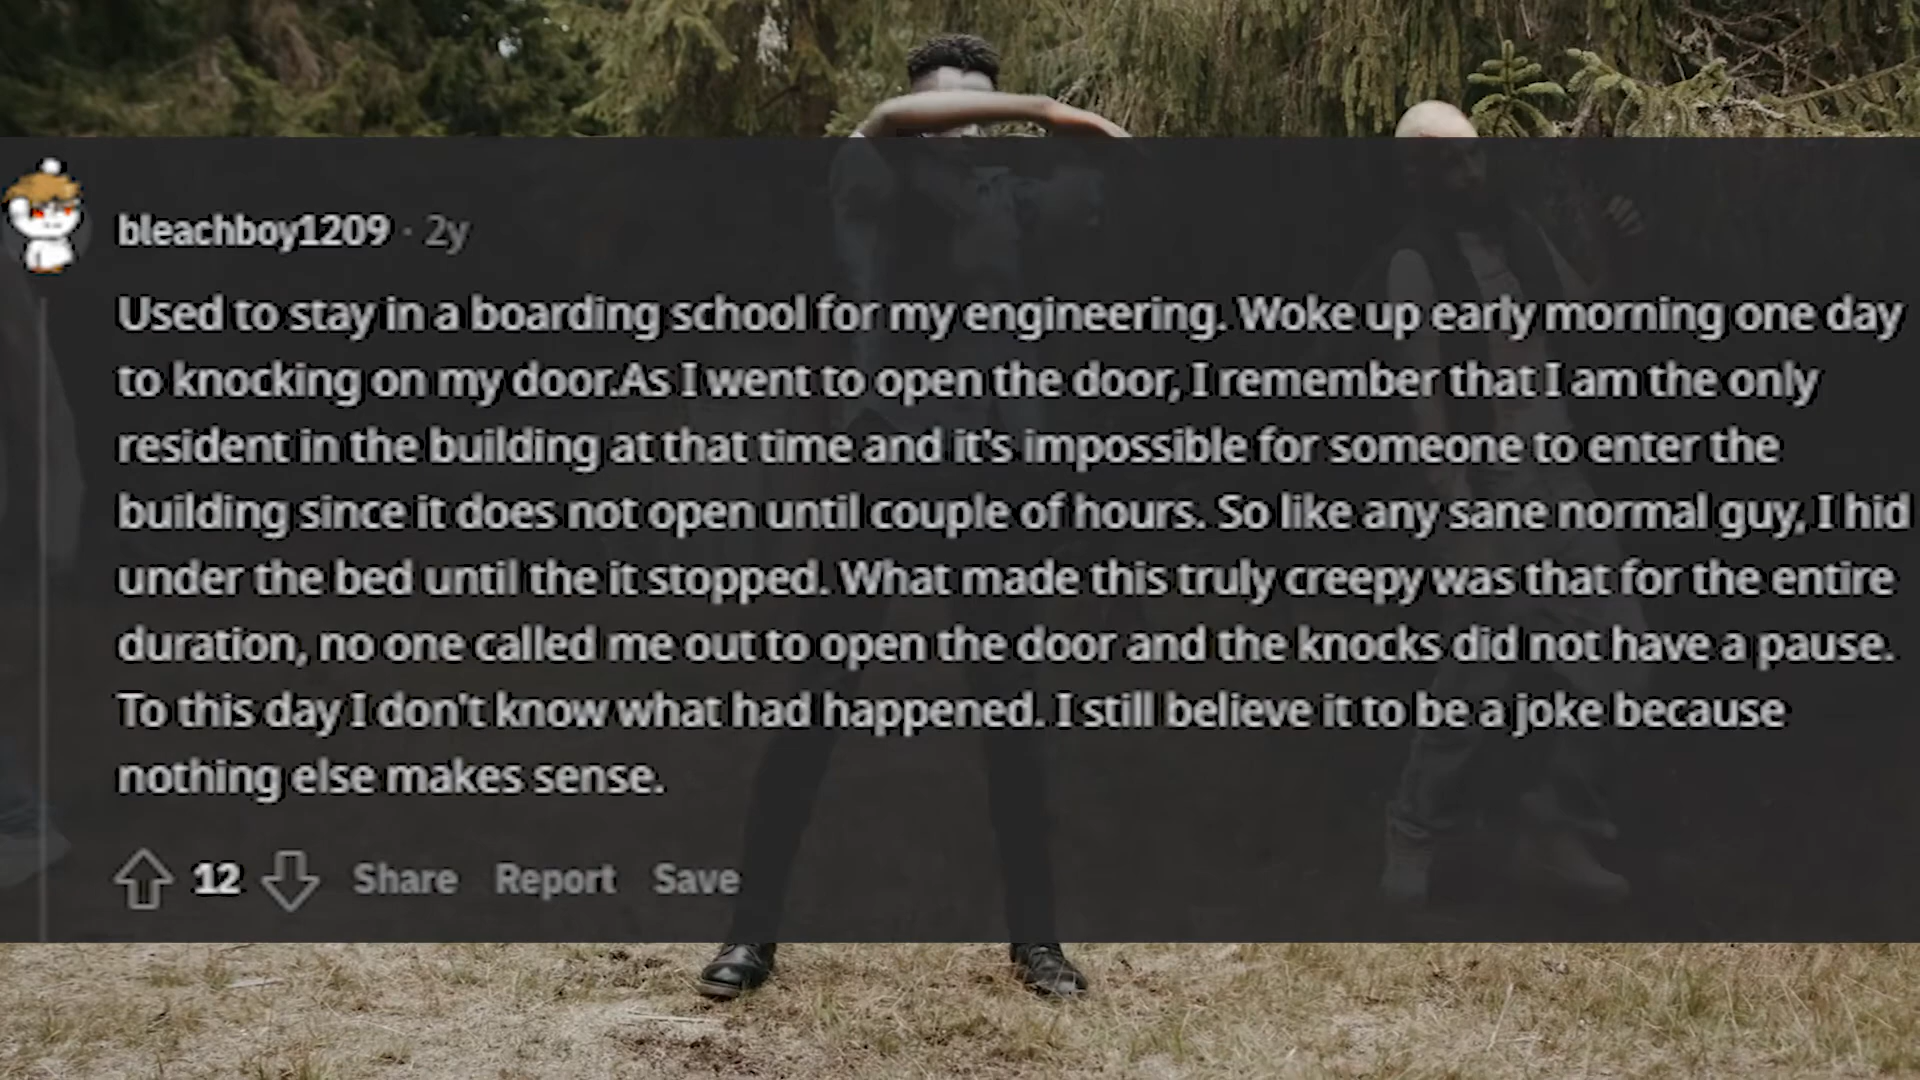 bleachboy1209 · 2y
Used to stay in a boarding school for my engineering. Woke up early morning one day
to knocking on my door.As I went to open the door, I remember that I am the only
resident in the building at that time and it's impossible for someone to enter the
building since it does not open until couple of hours. So like any sane normal guy, I hid
under the bed until the it stopped. What made this truly creepy was that for the entire
duration, no one called me out to open the door and the knocks did not have a pause.
To this day I don't know what had happened. I still believe it to be a joke because
nothing else makes sense.
12 Share Report Save